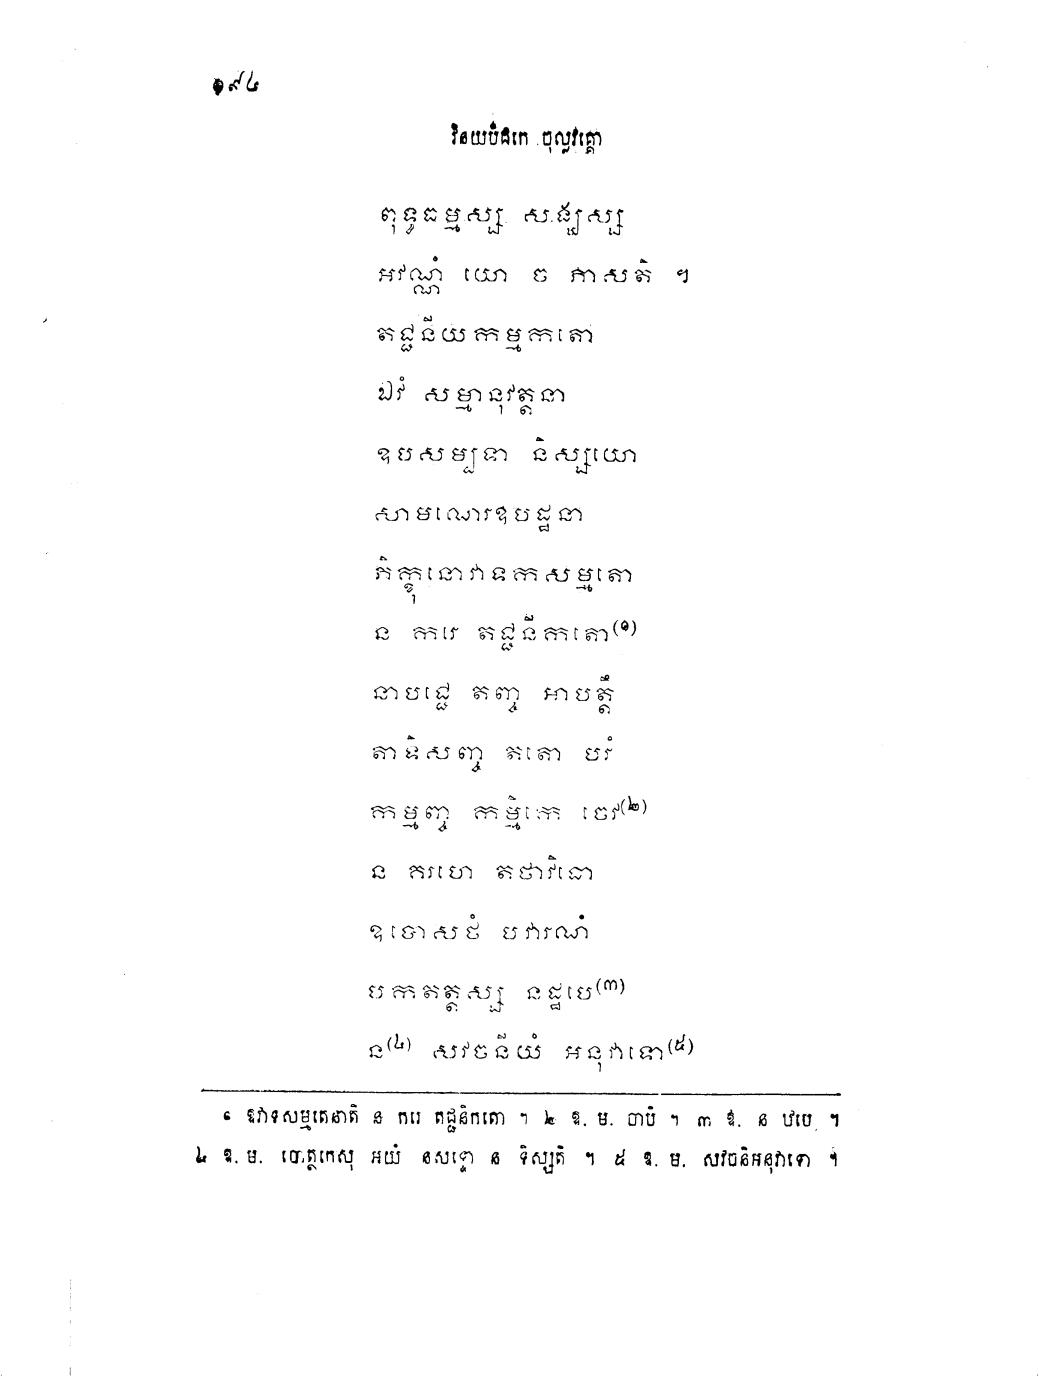 ១៩៤
វិនយបិដកេ ចុល្លវគ្គោ
ពុទ្ធធម្មស្ស សង្ឃស្ស
អវណ្ណំ យោ ច ភាសតិ ។
តជ្ជនីយកម្មកតោ
ឯវំ សម្មានុវត្តនា
ឧបសម្បទា និស្សយោ
សាមណេរឧបដ្ឋនា
ភិក្ខុនោវាទកសម្មតោ
ន ករេ តជ្ជនីកតោ(១)
នាបជ្ជេ តញ្ច អាបត្តឹ
តាទិសញ្ច តតោ បរំ
កម្មញ្ច កម្មិកេ ចេវ(២)
ន គរហេ តថាវិធោ
ឧបោសថំ បវារណំ
បកតត្តស្ស នដ្ឋបេ(៣)
ន(៤) សវចនីយំ អនុវាទោ(៥)
១ ឱវាទសម្មតេនាតិ ន ករេ តជ្ជនិកតោ ។ ២ ឱ. ម. ចាបិ ។ ៣ ឱ. ន ឋបេ ។
៤ ឱ. ម. បោត្ថកេសុ អយំ នសទ្ទោ ន ទិស្សតិ ។ ៥ ឱ. ម. សវចនិអនុវាទោ ។